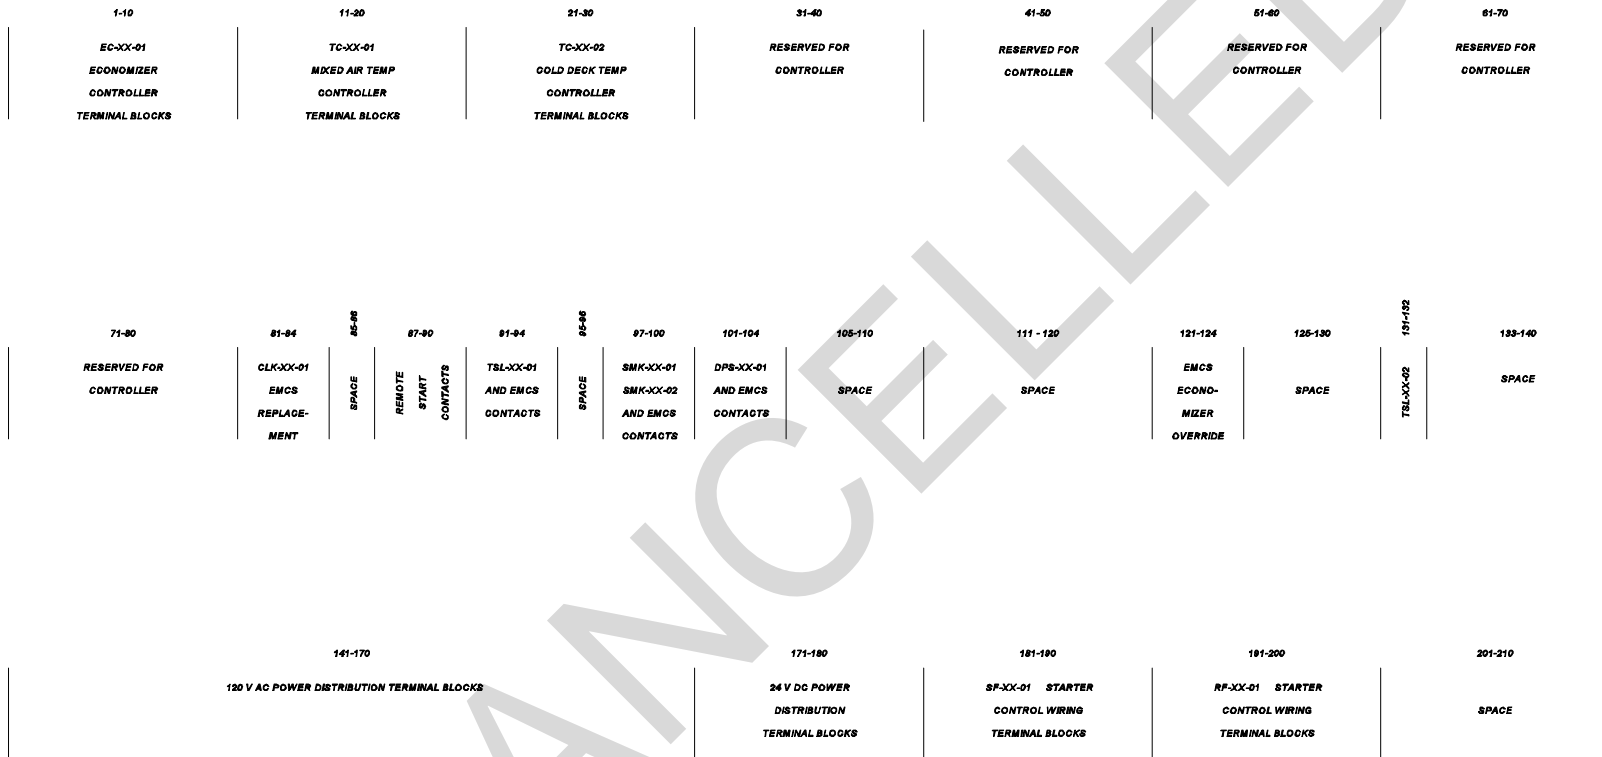 1-10
EC-XX-01
ECONOMIZER
CONTROLLER
TERMINAL BLOCKS
11-20
TC-XX-01
MIXED AIR TEMP
CONTROLLER
TERMINAL BLOCKS
21-30
TC-XX-02
COLD DECK TEMP
CONTROLLER
TERMINAL BLOCKS
31-40
RESERVED FOR
CONTROLLER
41-50
RESERVED FOR
CONTROLLER
51-60
RESERVED FOR
CONTROLLER
61-70
RESERVED FOR
CONTROLLER
71-80
RESERVED FOR
CONTROLLER
81-84
CLK-XX-01
EMCS
REPLACE-
MENT
85-86
SPACE
87-90
REMOTE
START
CONTACTS
91-94
TSL-XX-01
AND EMCS
CONTACTS
95-96
SPACE
97-100
SMK-XX-01
SMK-XX-02
AND EMCS
CONTACTS
101-104
DPS-XX-01
AND EMCS
CONTACTS
105-110
SPACE
111 - 120
SPACE
121-124
EMCS
ECONO-
MIZER
OVERRIDE
125-130
SPACE
131-132
TSL-XX-02
133-140
SPACE
141-170
120 V AC POWER DISTRIBUTION TERMINAL BLOCKS
171-180
24 V DC POWER
DISTRIBUTION
TERMINAL BLOCKS
181-190
SF-XX-01 STARTER
CONTROL WIRING
TERMINAL BLOCKS
191-200
RF-XX-01 STARTER
CONTROL WIRING
TERMINAL BLOCKS
201-210
SPACE
ANCELLED